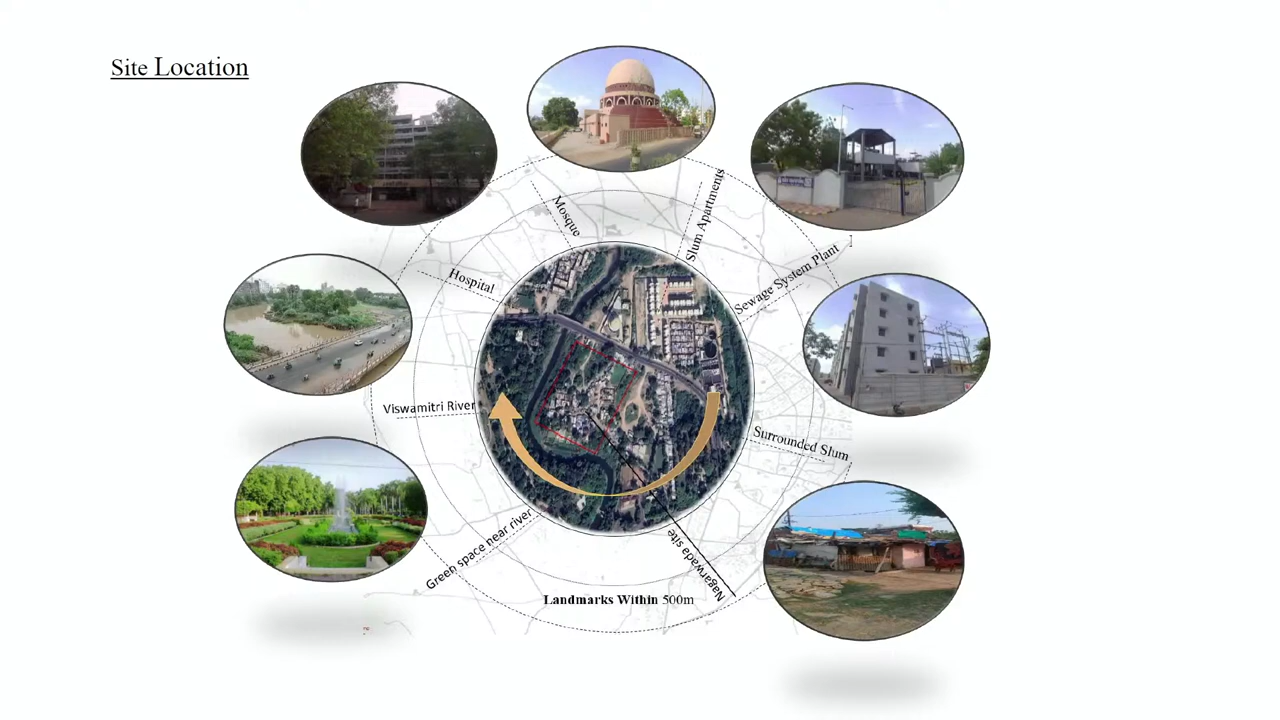 Site Location
Mosque
Slum Apartments
Hospital
Sewage System Plant
Viswamitri River
Surrounded Slum
Green space near river
Nagarwada site
Landmarks Within 500m